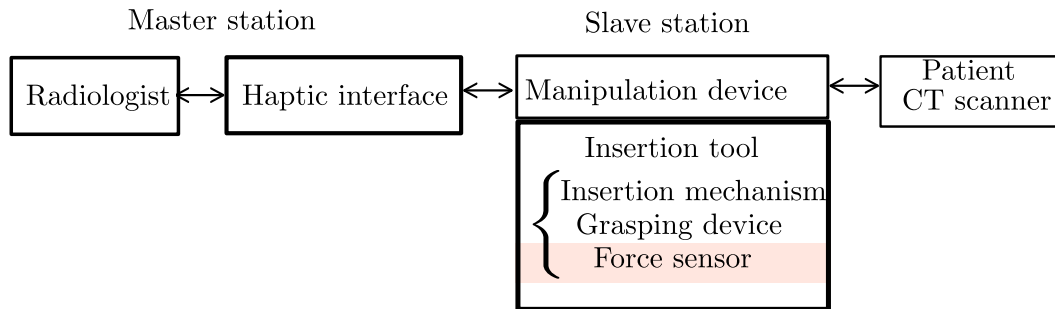 Master station
Slave station
Radiologist
Haptic interface
Manipulation device
Patient
CT scanner
Insertion tool
Insertion mechanism
Grasping device
Force sensor